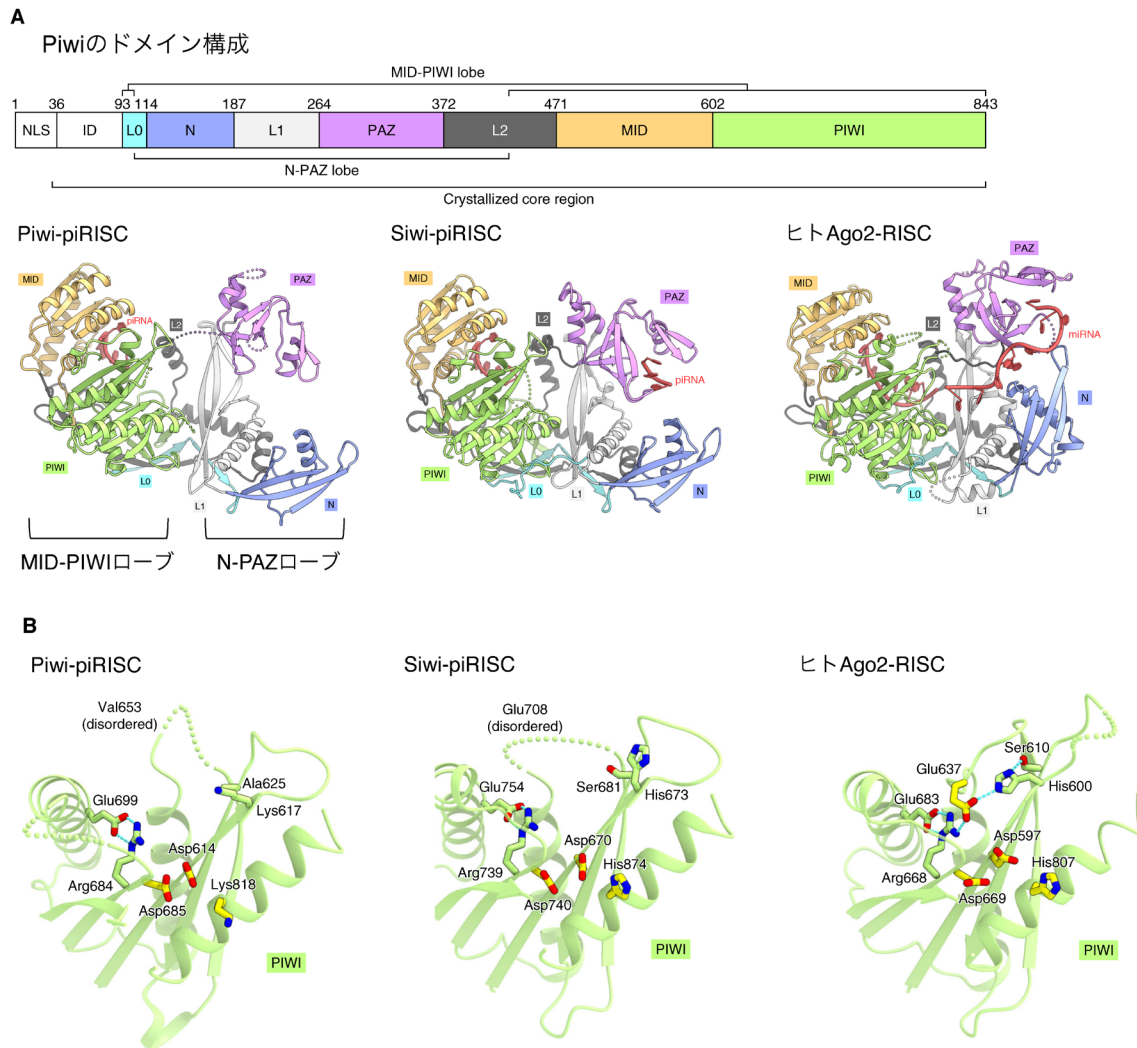 A
Piwiのドメイン構成
MID-PIWI lobe
1 36 93 114 187 264 372 471 602 843
NLS ID L0 N L1 PAZ L2 MID PIWI
N-PAZ lobe
Crystallized core region
Piwi-piRISC
MID
PAZ
piRNA
L2
PIWI
L0
L1
N
MID-PIWIローブ
N-PAZローブ
Siwi-piRISC
MID
PAZ
L2
piRNA
PIWI
L0
L1
N
ヒトAgo2-RISC
PAZ
MID
L2
miRNA
N
PIWI
L0
L1
B
Piwi-piRISC
Val653
(disordered)
Ala625
Lys617
Glu699
Asp614
Arg684
Lys818
Asp685
PIWI
Siwi-piRISC
Glu708
(disordered)
Glu754
Ser681
His673
Asp670
Arg739
His874
Asp740
PIWI
ヒトAgo2-RISC
Ser610
Glu637
His600
Glu683
Asp597
His807
Arg668
Asp669
PIWI